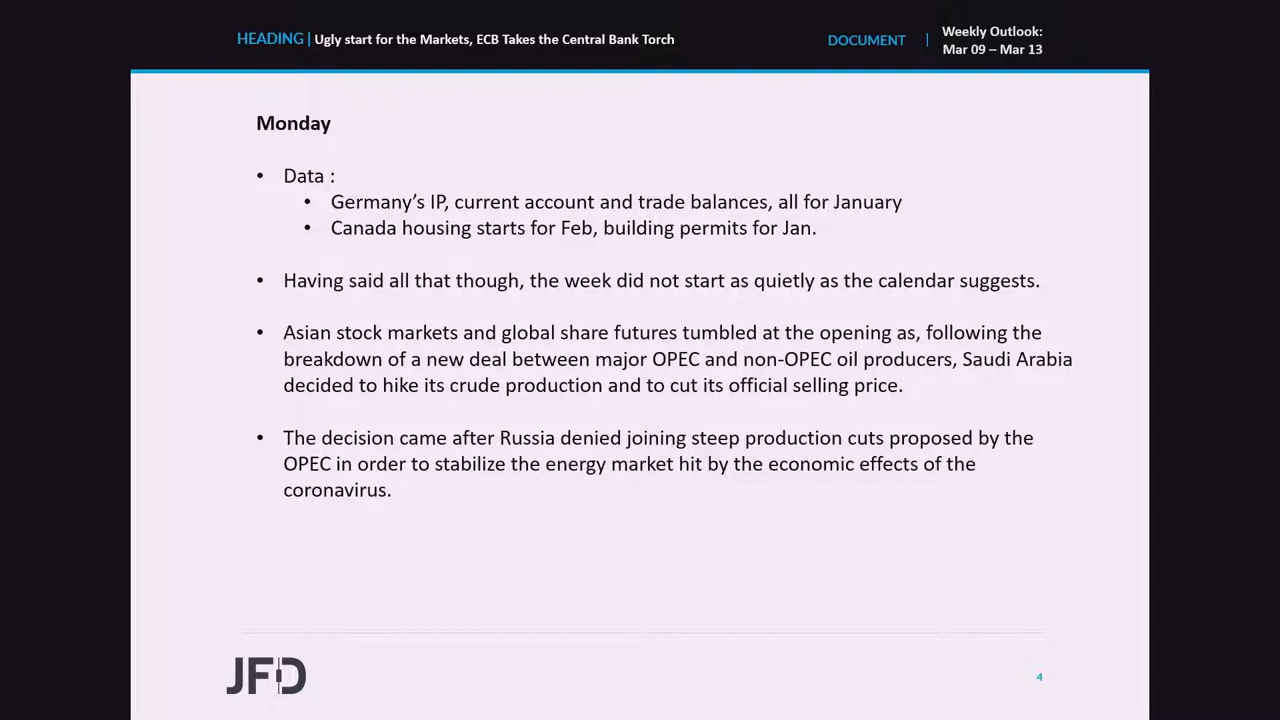 HEADING | Ugly start for the Markets, ECB Takes the Central Bank Torch
DOCUMENT | Weekly Outlook:
Mar 09 – Mar 13
Monday
• Data :
• Germany’s IP, current account and trade balances, all for January
• Canada housing starts for Feb, building permits for Jan.
• Having said all that though, the week did not start as quietly as the calendar suggests.
• Asian stock markets and global share futures tumbled at the opening as, following the
breakdown of a new deal between major OPEC and non-OPEC oil producers, Saudi Arabia
decided to hike its crude production and to cut its official selling price.
• The decision came after Russia denied joining steep production cuts proposed by the
OPEC in order to stabilize the energy market hit by the economic effects of the
coronavirus.
JFD
4